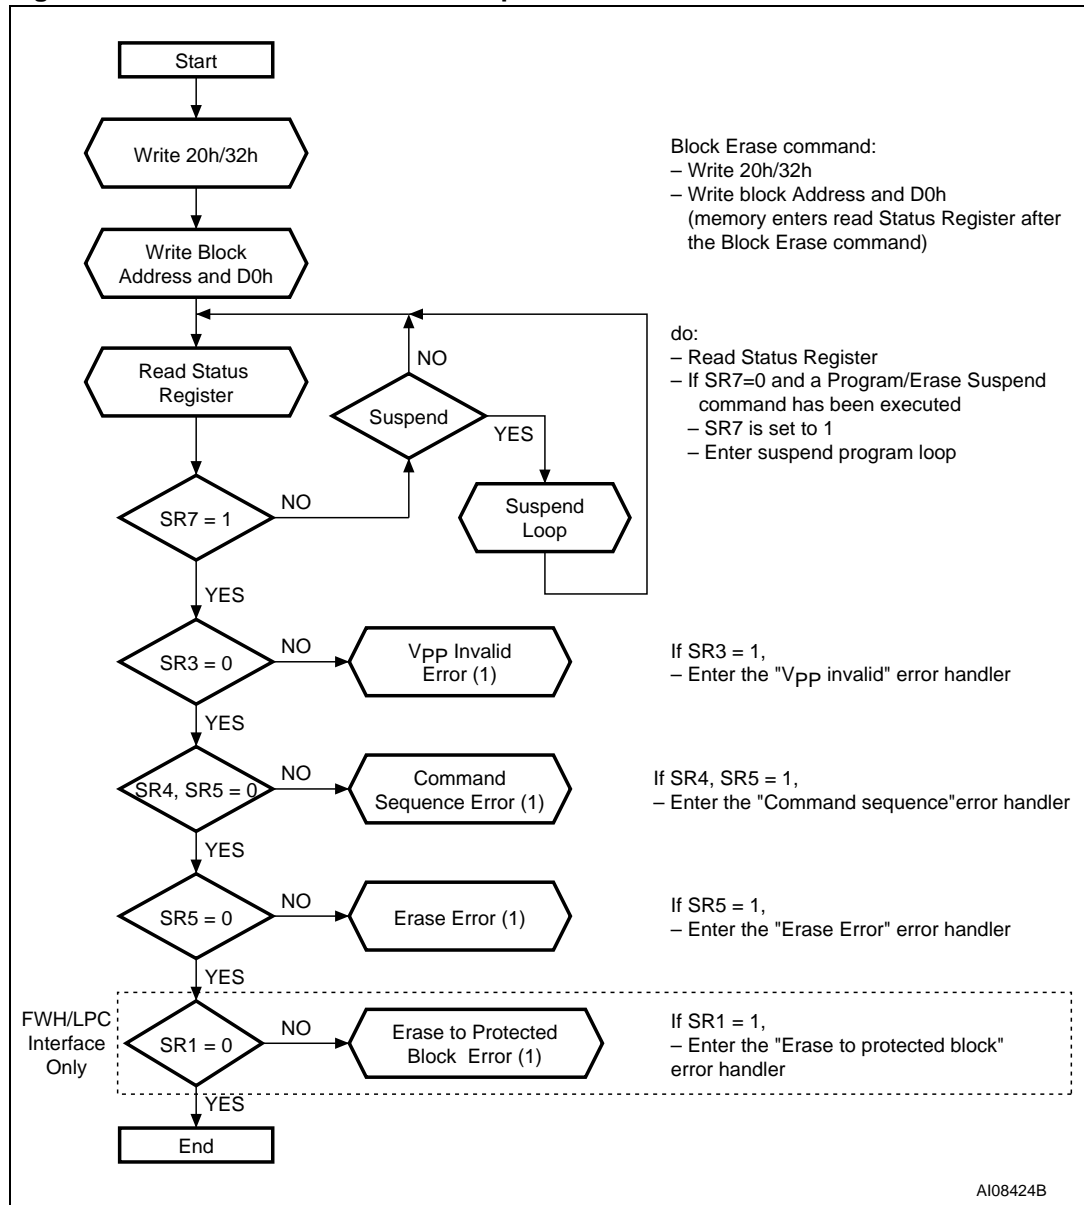 Start
Write 20h/32h
Block Erase command:
– Write 20h/32h
– Write block Address and D0h
(memory enters read Status Register after
the Block Erase command)
Write Block
Address and D0h
do:
– Read Status Register
– If SR7=0 and a Program/Erase Suspend
command has been executed
– SR7 is set to 1
– Enter suspend program loop
Read Status
Register
NO
Suspend
YES
Suspend
Loop
SR7 = 1
NO
YES
SR3 = 0
NO
VPP Invalid
Error (1)
If SR3 = 1,
– Enter the "VPP invalid" error handler
YES
SR4, SR5 = 0
NO
Command
Sequence Error (1)
If SR4, SR5 = 1,
– Enter the "Command sequence"error handler
YES
SR5 = 0
NO
Erase Error (1)
If SR5 = 1,
– Enter the "Erase Error" error handler
YES
FWH/LPC
Interface
Only
SR1 = 0
NO
Erase to Protected
Block Error (1)
If SR1 = 1,
– Enter the "Erase to protected block"
error handler
YES
End
AI08424B